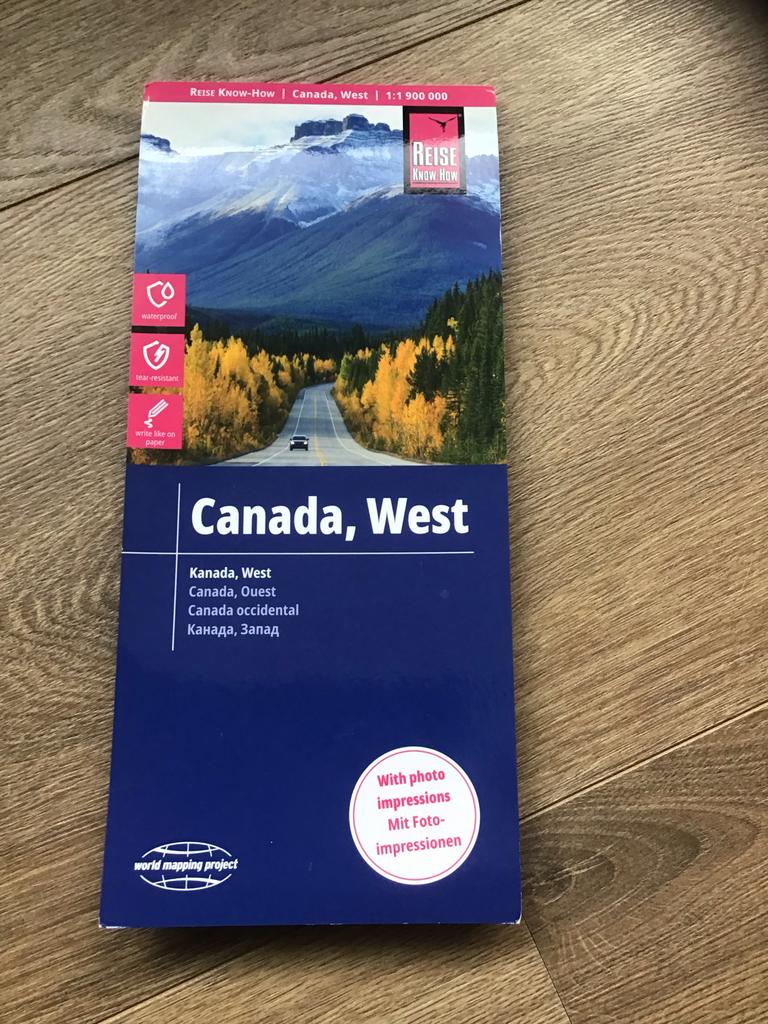 REISE KNOW-HOW | Canada, West | 1:1 900 000
REISE
KNOW HOW
waterproof
tear-resistant
write like on
paper
Canada, West
Kanada, West
Canada, Ouest
Canada occidental
Канада, Запад
With photo
impressions
Mit Foto-
impressionen
world mapping project